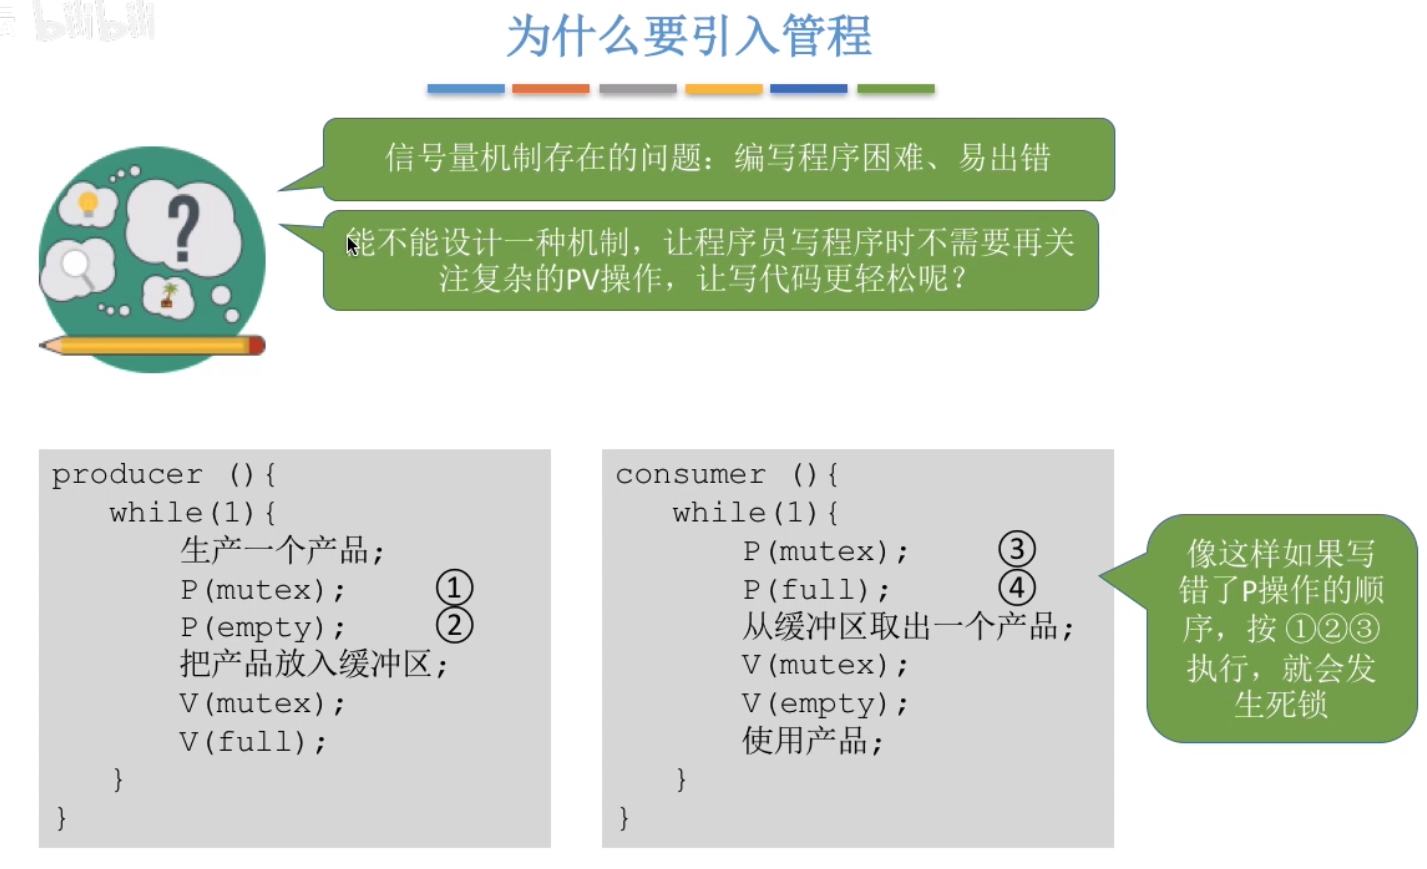 bilibili
为什么要引入管程
信号量机制存在的问题：编写程序困难、易出错
能不能设计一种机制，让程序员写程序时不需要再关
注复杂的PV操作，让写代码更轻松呢？
?
producer (){
while(1){
生产一个产品;
P(mutex); ①
P(empty); ②
把产品放入缓冲区;
V(mutex);
V(full);
}
}
consumer (){
while(1){
P(mutex); ③
P(full); ④
从缓冲区取出一个产品;
V(mutex);
V(empty);
使用产品;
}
}
像这样如果写
错了P操作的顺
序，按 ①②③
执行，就会发
生死锁